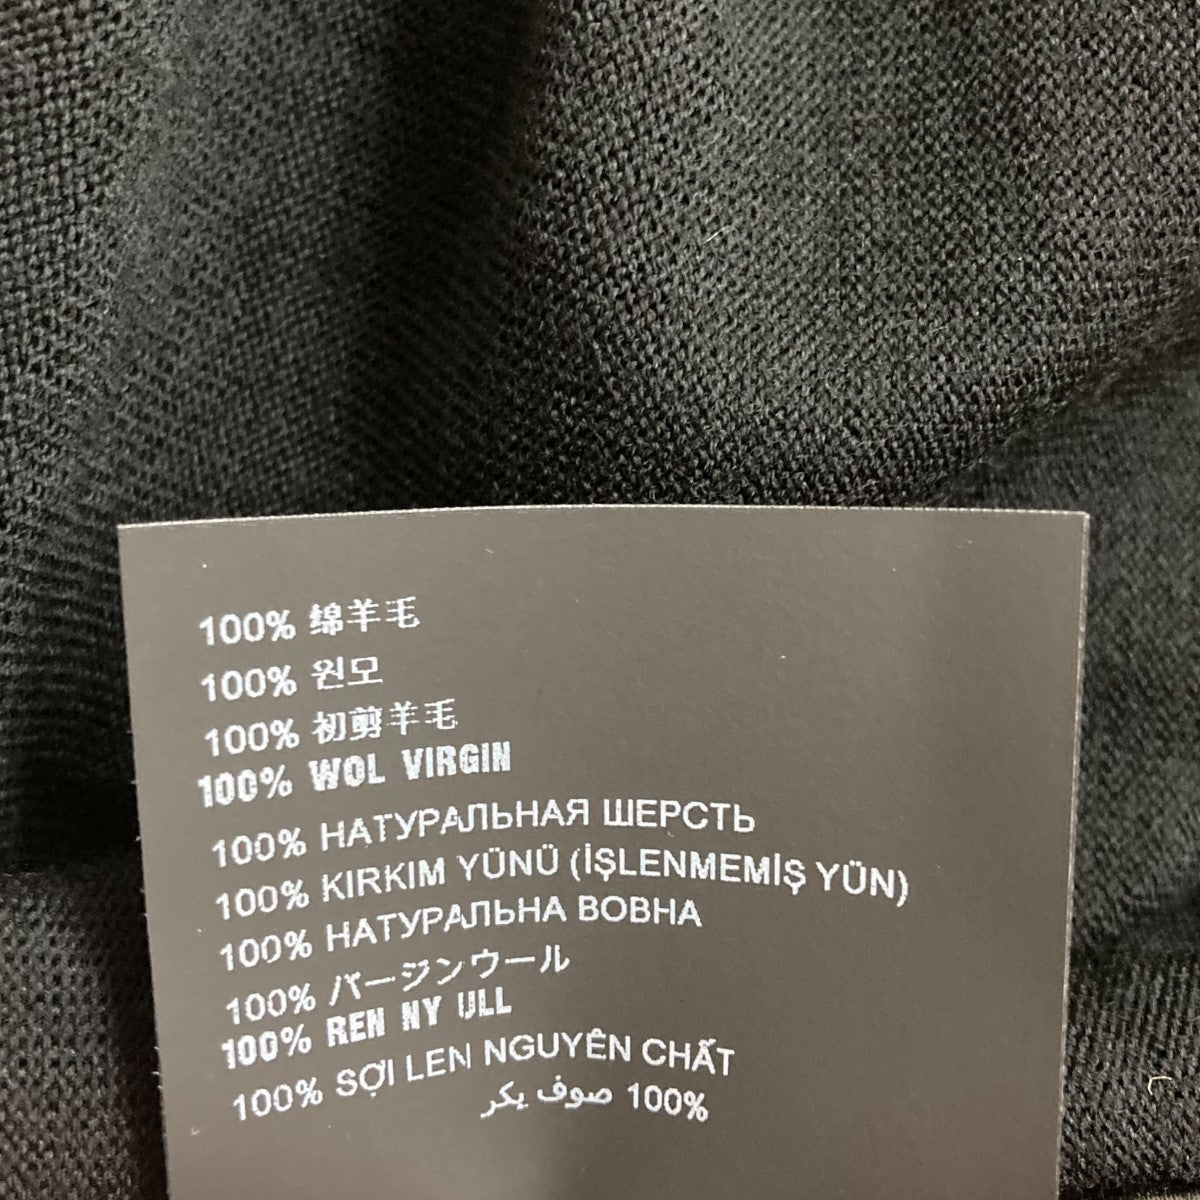 100% 绵羊毛
100% 원모
100% 初剪羊毛
100% WOL VIRGIN
100% НАТУРАЛЬНАЯ ШЕРСТЬ
100% KIRKIM YÜNÜ (İŞLENMEMİŞ YÜN)
100% НАТУРАЛЬНА ВОВНА
100% バージンウール
100% REN NY ULL
100% SỢI LEN NGUYÊN CHẤT
100% صوف بكر